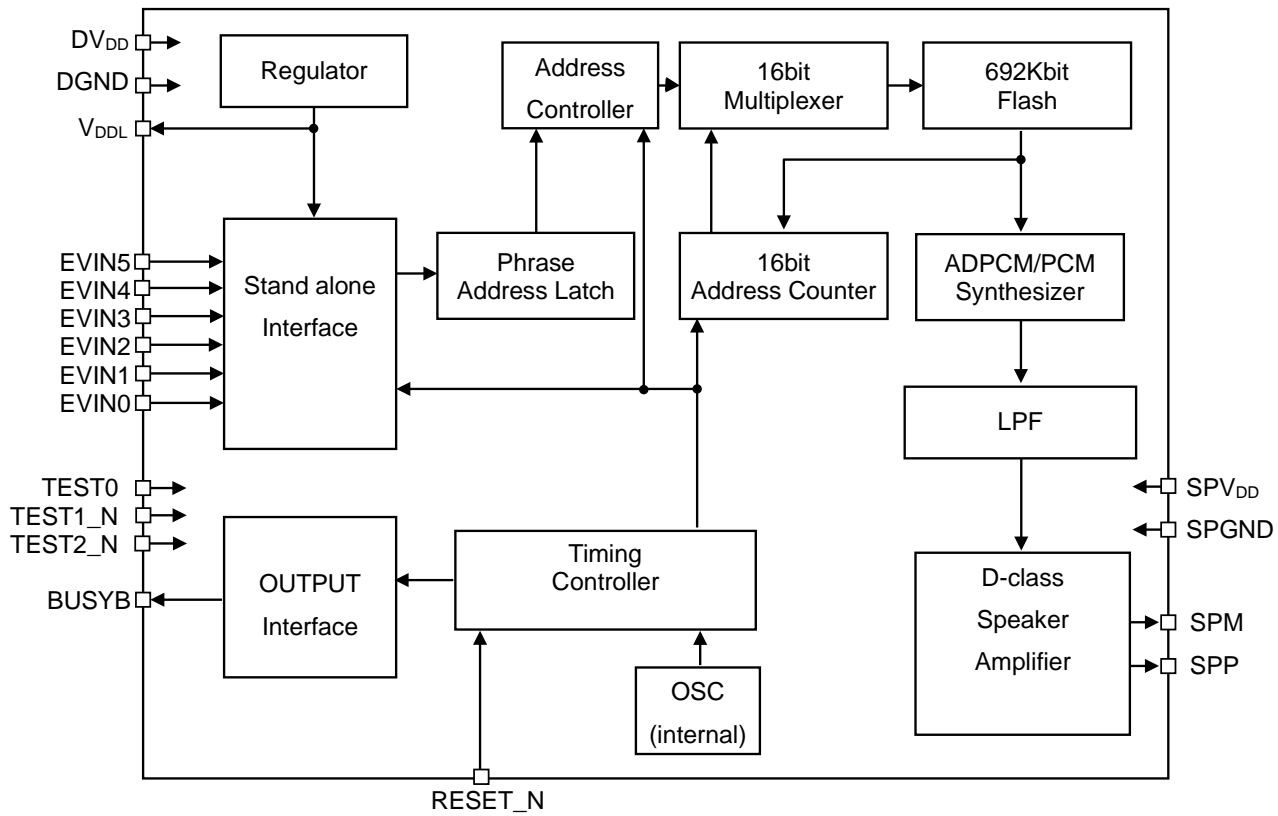 DVDD
DGND
VDDL
Regulator
Address
Controller
16bit
Multiplexer
692Kbit
Flash
EVIN5
EVIN4
EVIN3
EVIN2
EVIN1
EVIN0
Stand alone
Interface
Phrase
Address Latch
16bit
Address Counter
ADPCM/PCM
Synthesizer
LPF
TEST0
TEST1_N
TEST2_N
BUSYB
OUTPUT
Interface
Timing
Controller
OSC
(internal)
D-class
Speaker
Amplifier
SPVDD
SPGND
SPM
SPP
RESET_N